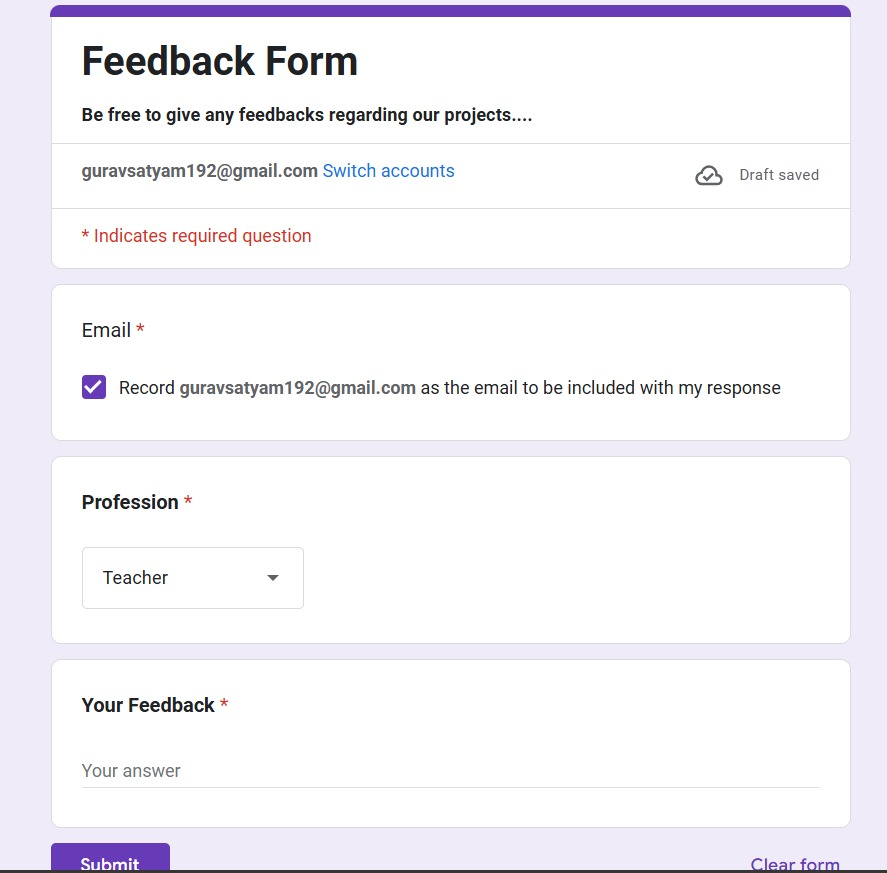 Feedback Form
Be free to give any feedbacks regarding our projects....
guravsatyam192@gmail.com Switch accounts
Draft saved
* Indicates required question
Email *
Record guravsatyam192@gmail.com as the email to be included with my response
Profession *
Teacher
Your Feedback *
Your answer
Submit
Clear form